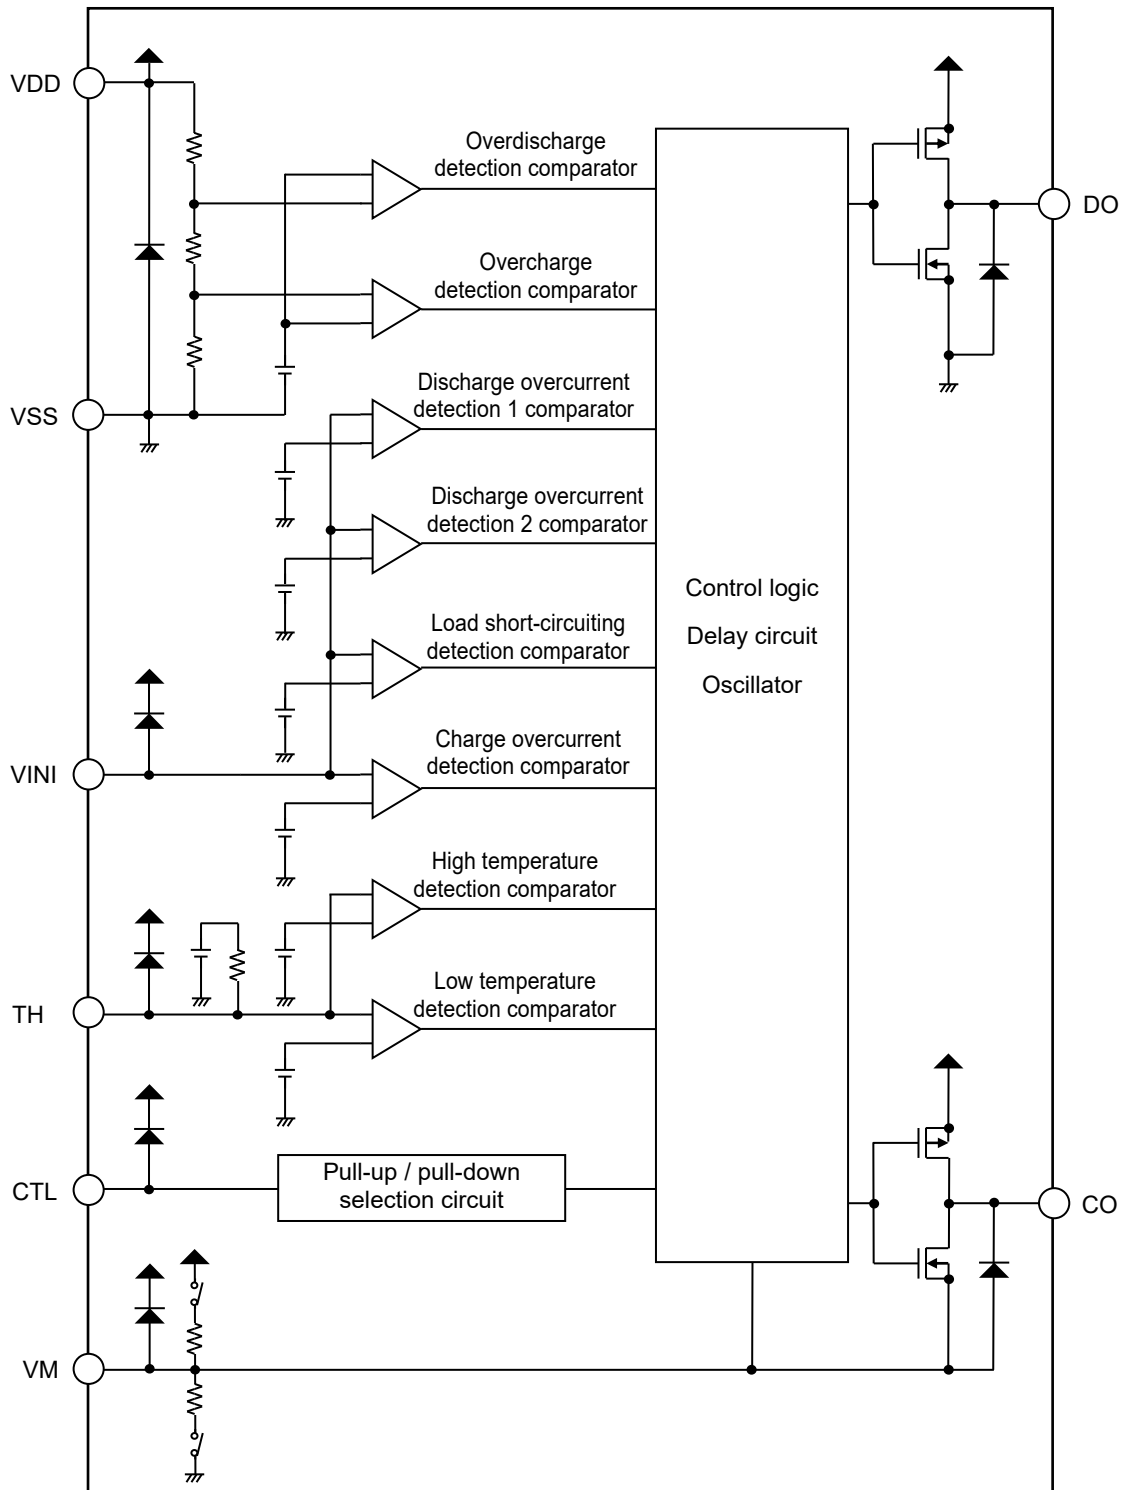 VDD
Overdischarge
detection comparator
DO
Overcharge
detection comparator
Discharge overcurrent
detection 1 comparator
VSS
Discharge overcurrent
detection 2 comparator
Control logic
Delay circuit
Oscillator
Load short-circuiting
detection comparator
Charge overcurrent
detection comparator
VINI
High temperature
detection comparator
Low temperature
detection comparator
TH
Pull-up / pull-down
selection circuit
CTL
CO
VM